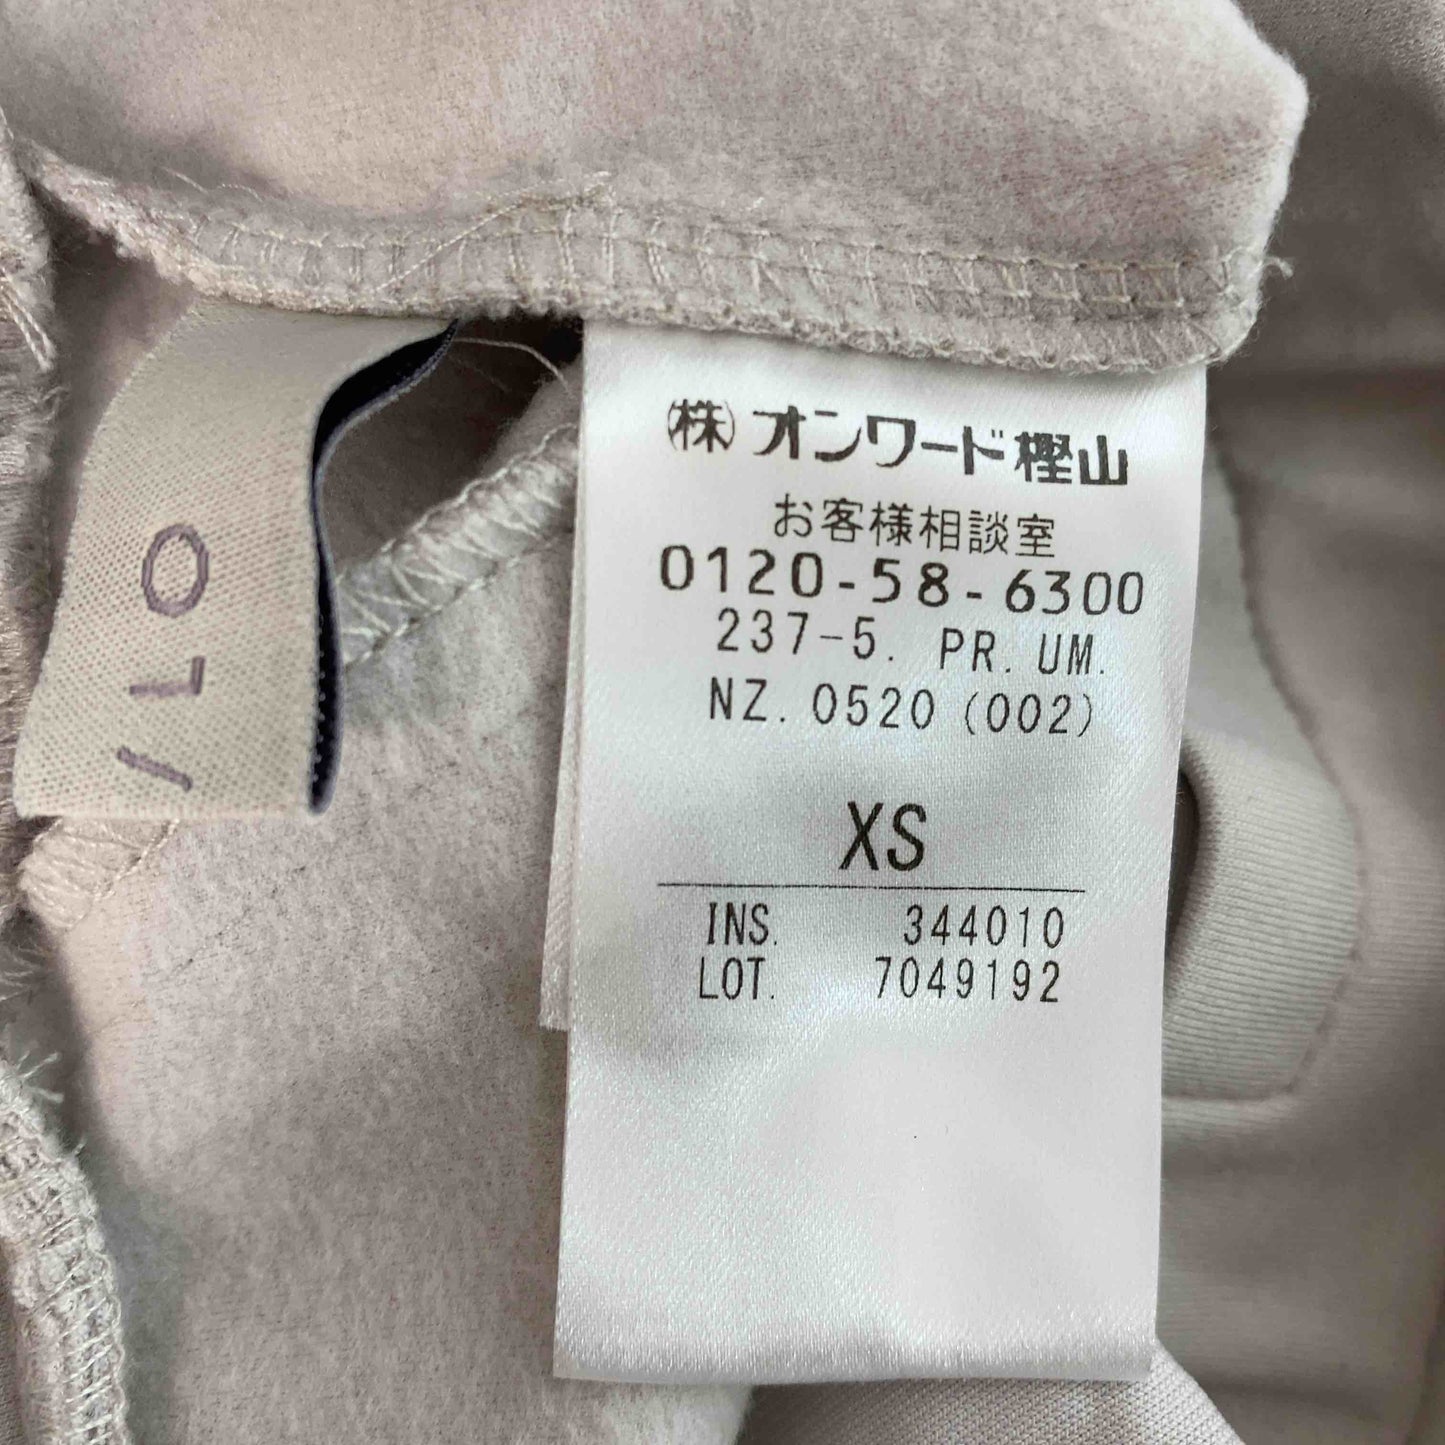 ㈱オンワード樫山
お客様相談室
0120-58-6300
237-5. PR. UM.
NZ. 0520 (002)
XS
INS. 344010
LOT. 7049192